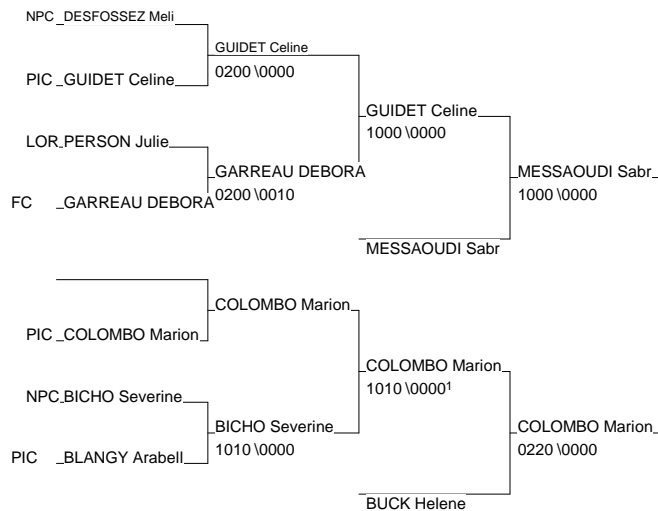 NPC DESFOSSEZ Meli
GUIDET Celine
0200 \0000
PIC GUIDET Celine
GUIDET Celine
1000 \0000
LOR PERSON Julie
GARREAU DEBORA
0200 \0010
MESSAOUDI Sabr
1000 \0000
FC GARREAU DEBORA
MESSAOUDI Sabr
COLOMBO Marion
PIC COLOMBO Marion
COLOMBO Marion
1010 \0000¹
NPC BICHO Severine
BICHO Severine
1010 \0000
COLOMBO Marion
0220 \0000
PIC BLANGY Arabell
BUCK Helene